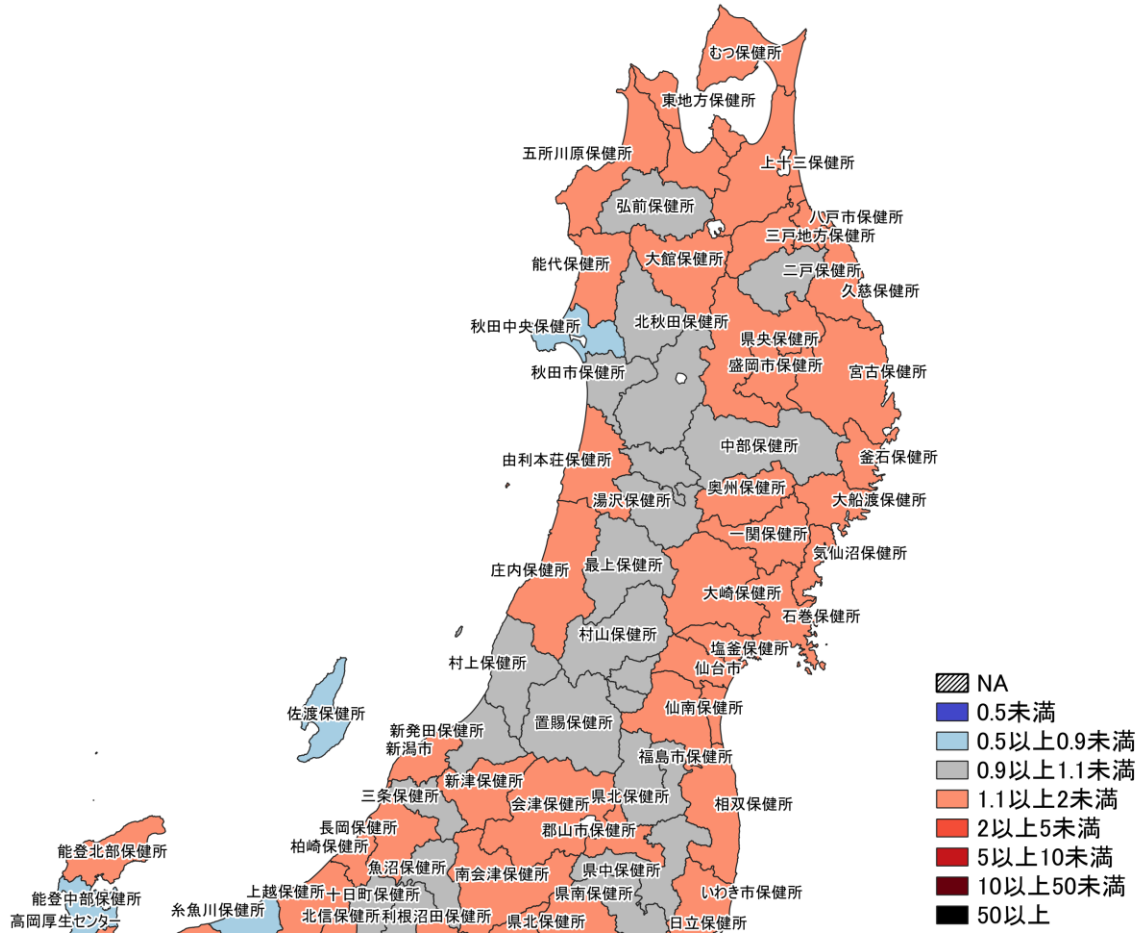 むつ保健所
東地方保健所
五所川原保健所
上十三保健所
弘前保健所
八戸市保健所
三戸地方保健所
大館保健所
能代保健所
二戸保健所
久慈保健所
北秋田保健所
秋田中央保健所
県央保健所
盛岡市保健所
秋田市保健所
宮古保健所
中部保健所
由利本荘保健所
釜石保健所
奥州保健所
湯沢保健所
大船渡保健所
一関保健所
気仙沼保健所
最上保健所
庄内保健所
大崎保健所
石巻保健所
村山保健所
塩釜保健所
村上保健所
仙台市
佐渡保健所
仙南保健所
置賜保健所
新発田保健所
新潟市
福島市保健所
新津保健所
三条保健所
会津保健所
県北保健所
相双保健所
長岡保健所
郡山市保健所
柏崎保健所
能登北部保健所
魚沼保健所
南会津保健所
県中保健所
上越保健所
十日町保健所
県南保健所
いわき市保健所
能登中部保健所
糸魚川保健所
高岡厚生センター
北信保健所
利根沼田保健所
県北保健所
日立保健所
NA
0.5未満
0.5以上0.9未満
0.9以上1.1未満
1.1以上2未満
2以上5未満
5以上10未満
10以上50未満
50以上